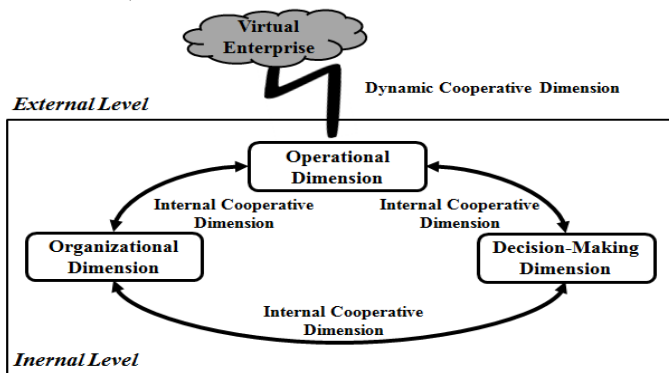 Virtual
Enterprise
Dynamic Cooperative Dimension
External Level
Operational
Dimension
Internal Cooperative
Dimension
Internal Cooperative
Dimension
Organizational
Dimension
Decision-Making
Dimension
Internal Cooperative
Dimension
Inernal Level